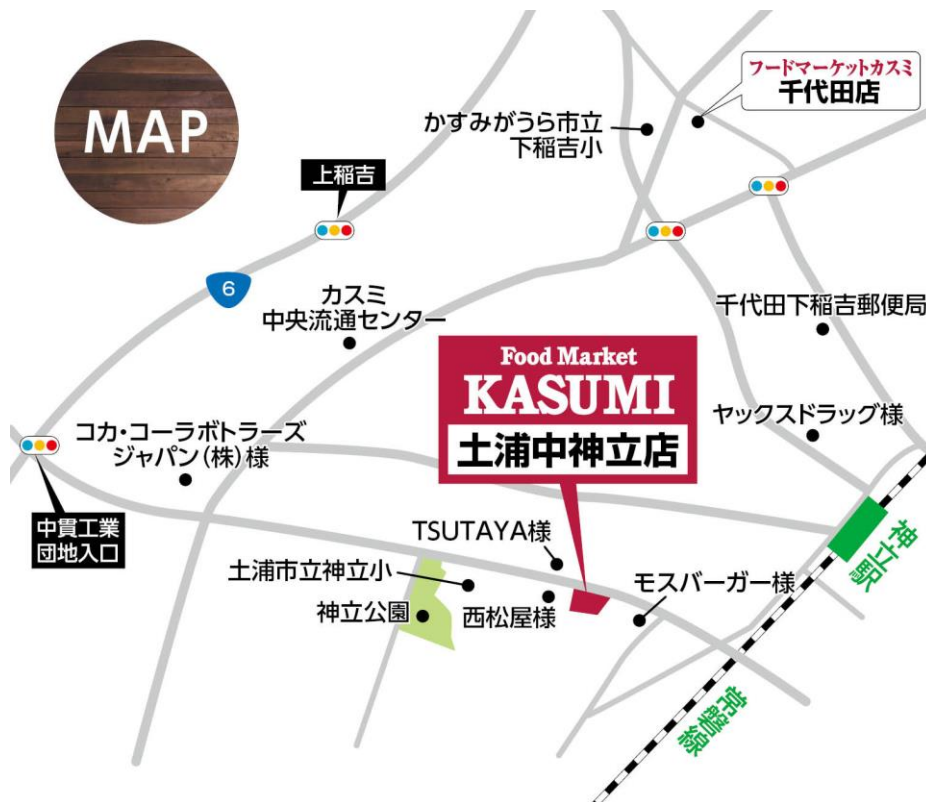 MAP
フードマーケットカスミ
千代田店
かすみがうら市立
下稲吉小
上稲吉
6
カスミ
中央流通センター
千代田下稲吉郵便局
Food Market
KASUMI
土浦中神立店
ヤックスドラッグ様
コカ・コーラボトラーズ
ジャパン(株)様
中貫工業
団地入口
TSUTAYA様
神立駅
土浦市立神立小
モスバーガー様
神立公園
西松屋様
常磐線